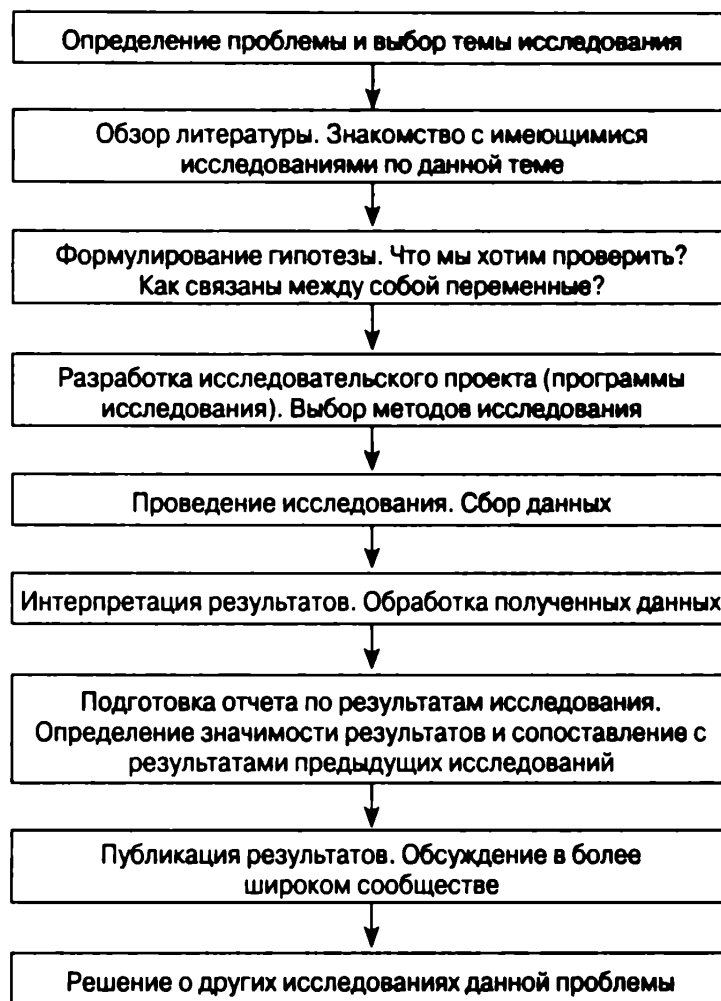 Определение проблемы и выбор темы исследования
Обзор литературы. Знакомство с имеющимися
исследованиями по данной теме
Формулирование гипотезы. Что мы хотим проверить?
Как связаны между собой переменные?
Разработка исследовательского проекта (программы
исследования). Выбор методов исследования
Проведение исследования. Сбор данных
Интерпретация результатов. Обработка полученных данных
Подготовка отчета по результатам исследования.
Определение значимости результатов и сопоставление с
результатами предыдущих исследований
Публикация результатов. Обсуждение в более
широком сообществе
Решение о других исследованиях данной проблемы